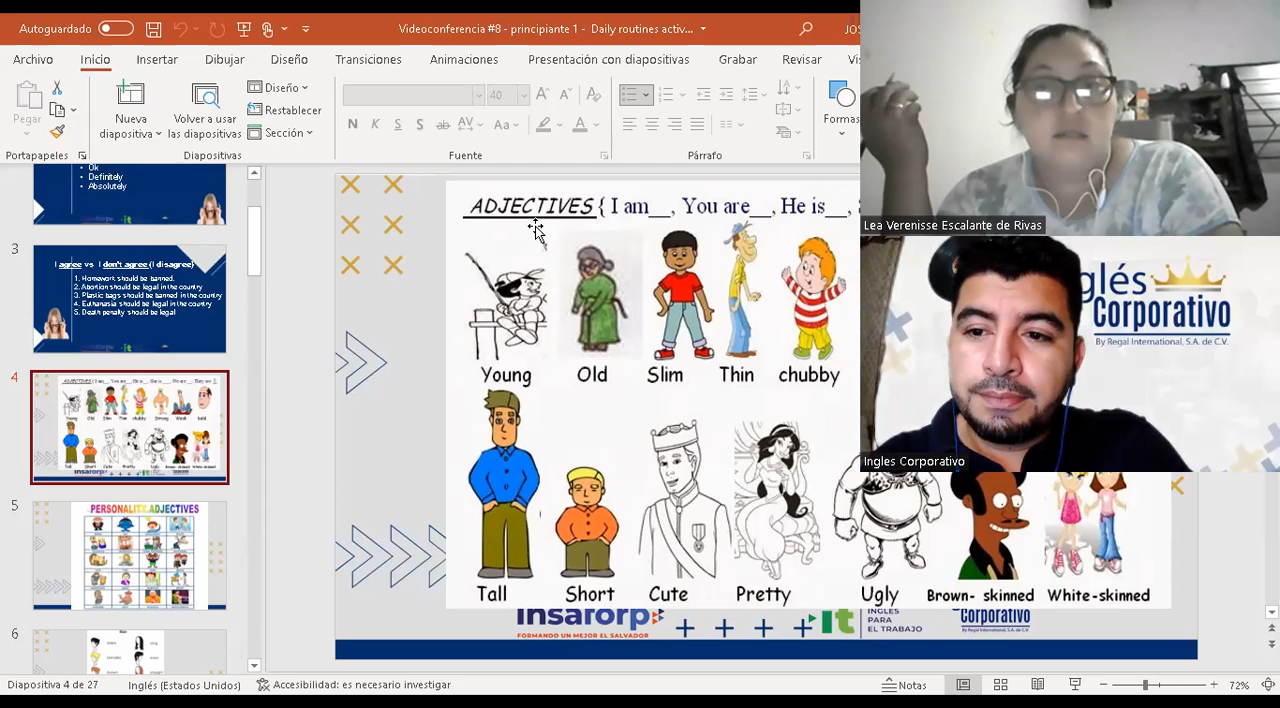 Autoguardado
Videoconferencia #8 - principiante 1 - Daily routines activ...
Archivo Inicio Insertar Dibujar Diseño Transiciones Animaciones Presentación con diapositivas Grabar Revisar
Pegar
Nueva diapositiva
Volver a usar las diapositivas
Diseño
Restablecer
Sección
40
Formas
Portapapeles Diapositivas Fuente Párrafo
Ok
Definitely
Absolutely
3
I agree vs I don't agree (I disagree)
1. Homework should be banned
2. Abortion should be legal in the country
3. Plastic bags should be banned in the country
4. Euthanasia should be legal in the country
5. Death penalty should be legal
4
5
PERSONALITY ADJECTIVES
6
ADJECTIVES { I am__, You are__, He is__,
Young Old Slim Thin chubby
Tall Short Cute Pretty Ugly Brown- skinned White-skinned
insaforp
FORMANDO UN MEJOR EL SALVADOR
it
INGLÉS
PARA
EL TRABAJO
Corporativo
Lea Verenisse Escalante de Rivas
glés
Corporativo
By Regal International, S.A. de C.V.
Ingles Corporativo
Diapositiva 4 de 27 Inglés (Estados Unidos) Accesibilidad: es necesario investigar Notas 72%